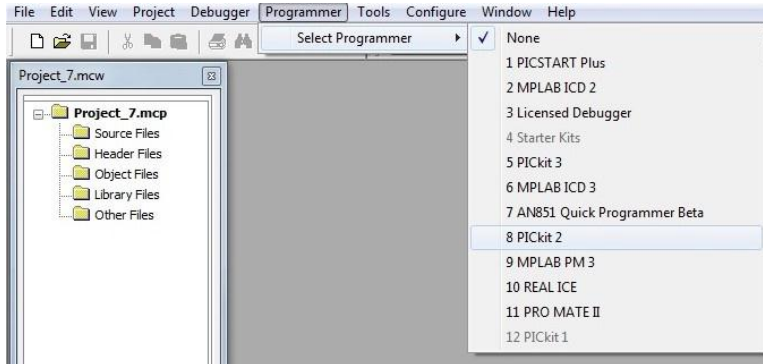 File Edit View Project Debugger Programmer Tools Configure Window Help
Select Programmer
None
1 PICSTART Plus
2 MPLAB ICD 2
3 Licensed Debugger
4 Starter Kits
5 PICkit 3
6 MPLAB ICD 3
7 AN851 Quick Programmer Beta
8 PICkit 2
9 MPLAB PM 3
10 REAL ICE
11 PRO MATE II
12 PICkit 1
Project_7.mcw
Project_7.mcp
Source Files
Header Files
Object Files
Library Files
Other Files